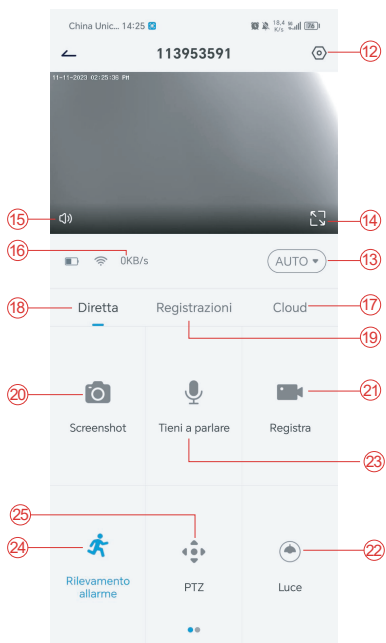 China Unic... 14:25 18,4 K/s
113953591
12
11-11-2023 02:25:36 PM
15
14
16
0KB/s
AUTO
13
18
Diretta
Registrazioni
Cloud
17
19
20
21
Screenshot
Tieni a parlare
Registra
23
25
24
22
Rilevamento
allarme
PTZ
Luce